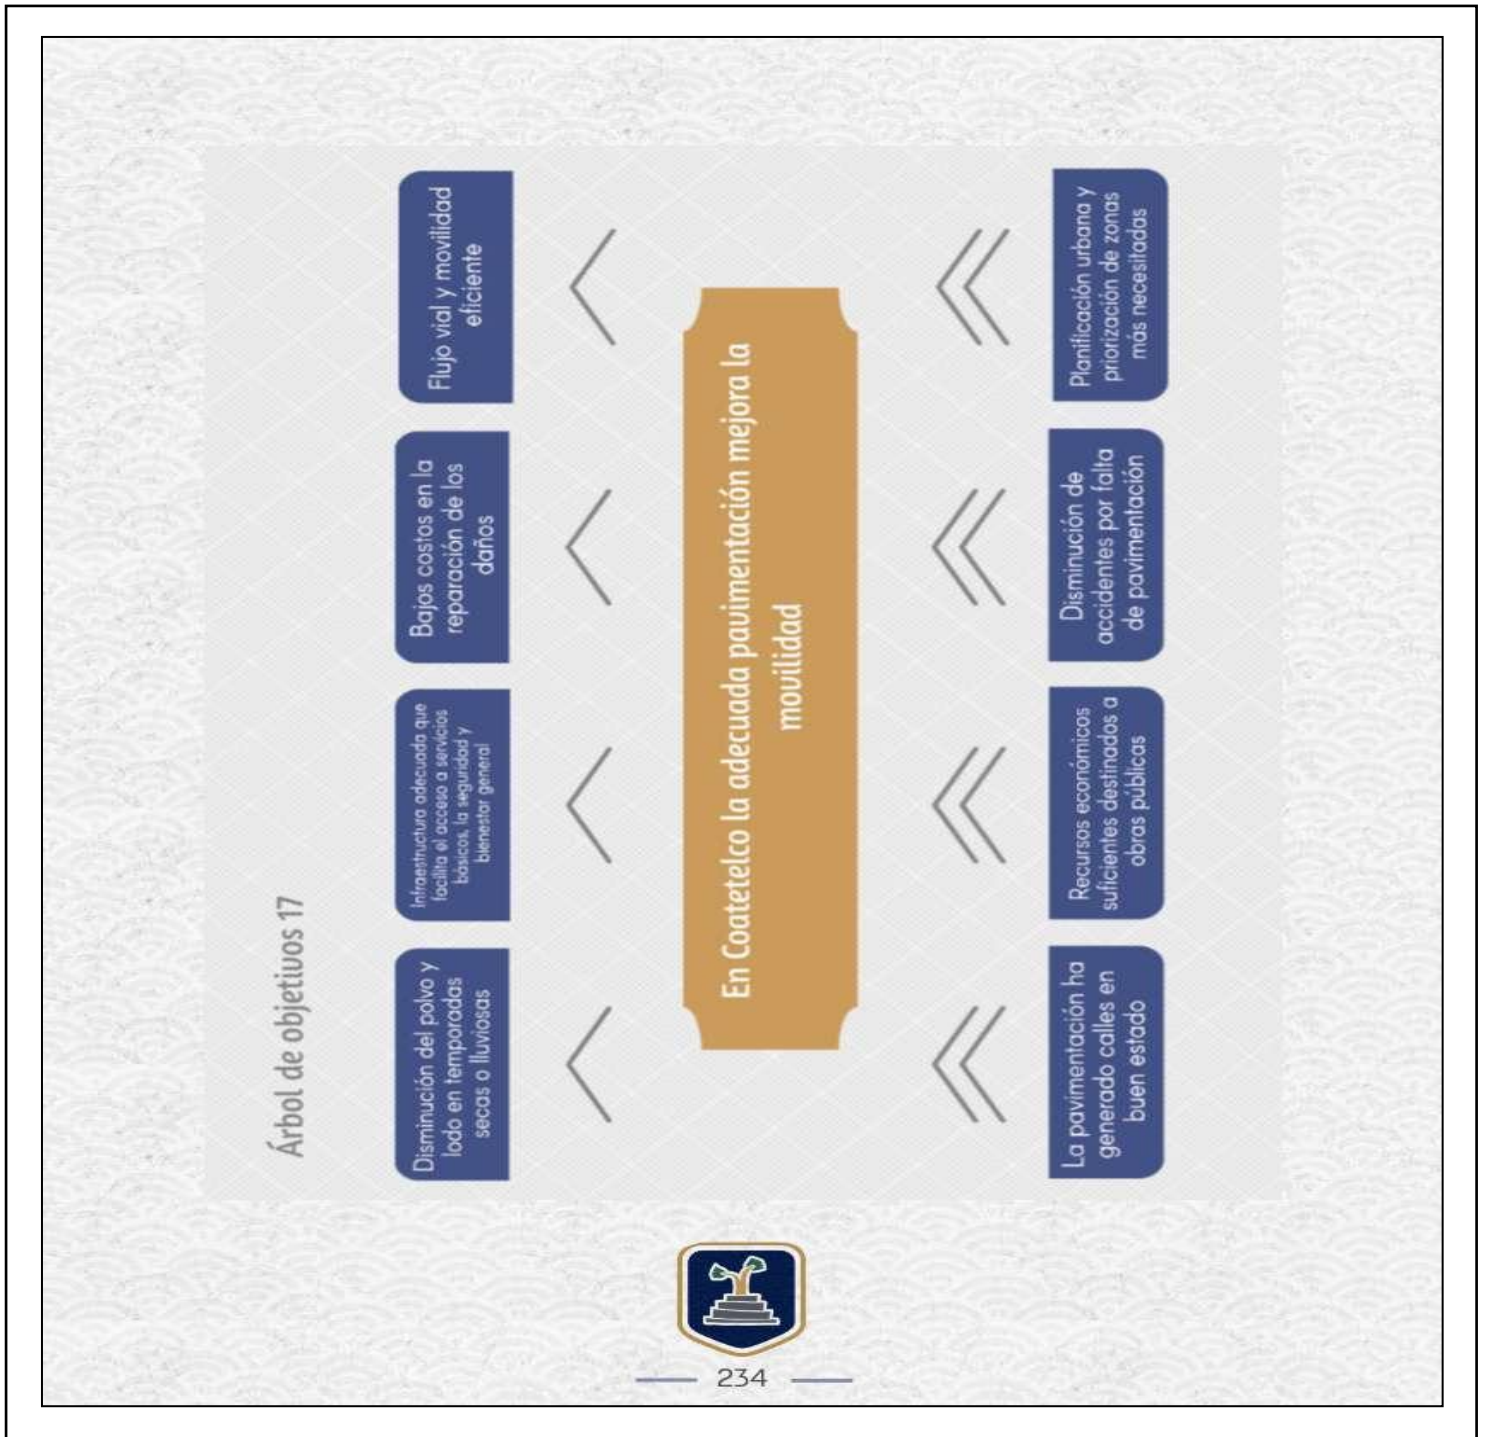 Árbol de objetivos 17
Disminución del polvo y
lodo en temporadas
secas o lluviosas
Infraestructura adecuada que
facilita el acceso a servicios
básicos, la seguridad y
bienestar general
Bajos costos en la
reparación de los
daños
Flujo vial y movilidad
eficiente
En Coatetelco la adecuada pavimentación mejora la
movilidad
La pavimentación ha
generado calles en
buen estado
Recursos económicos
suficientes destinados a
obras públicas
Disminución de
accidentes por falta
de pavimentación
Planificación urbana y
priorización de zonas
más necesitadas
234